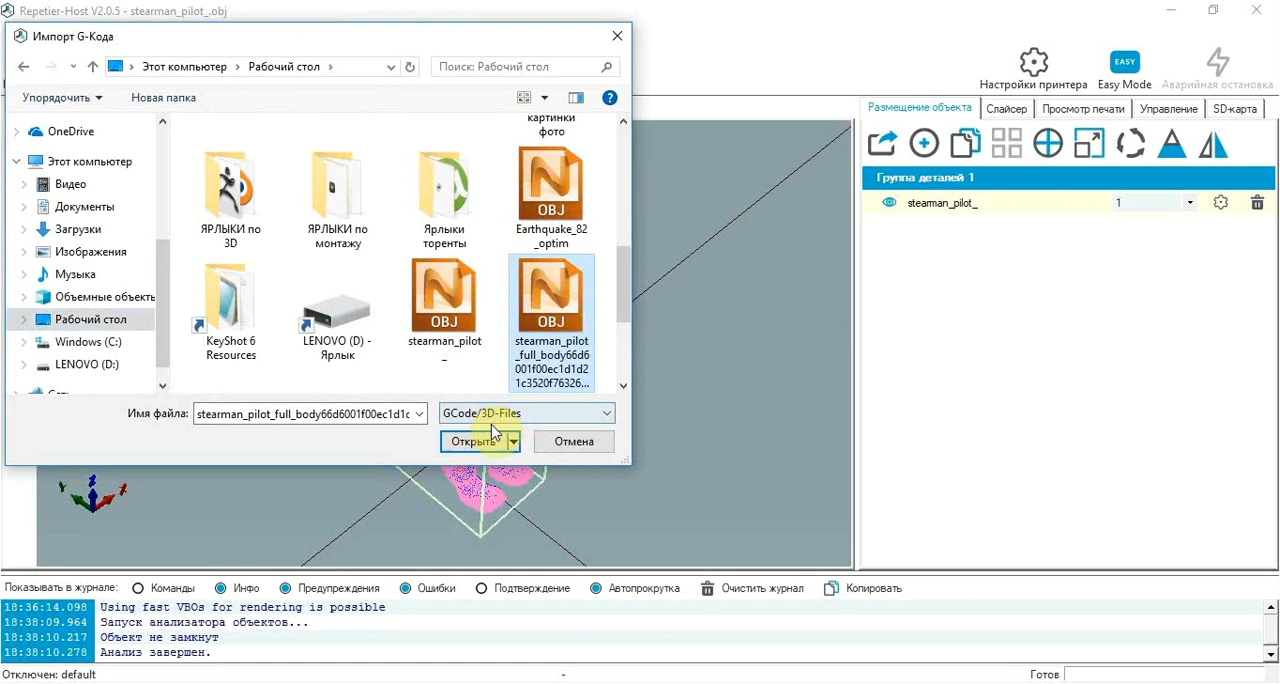 Repetier-Host V2.0.5 - stearman_pilot_.obj
Импорт G-Кода
Этот компьютер
Рабочий стол
Поиск: Рабочий стол
Упорядочить
Новая папка
OneDrive
Этот компьютер
Видео
Документы
Загрузки
Изображения
Музыка
Объемные объекть
Рабочий стол
Windows (C:)
LENOVO (D:)
картинки
фото
ЯРЛЫКИ по
3D
ЯРЛЫКИ по
монтажу
Ярлыки
торенты
OBJ
Earthquake_82
_optim
KeyShot 6
Resources
LENOVO (D) -
Ярлык
OBJ
stearman_pilot
_
OBJ
stearman_pilot
_full_body66d6
001f00ec1d1d2
1c3520f76326...
Имя файла:
stearman_pilot_full_body66d6001f00ec1d1c
GCode/3D-Files
Открыть
Отмена
Настройки принтера
EASY
Easy Mode
Аварийная остановка
Размещение объекта
Слайсер
Просмотр печати
Управление
SD-карта
Группа деталей 1
stearman_pilot_
1
Y
Z
X
Показывать в журнале:
Команды
Инфо
Предупреждения
Ошибки
Подтверждение
Автопрокрутка
Очистить журнал
Копировать
18:36:14.098 Using fast VBOs for rendering is possible
18:38:09.964 Запуск анализатора объектов...
18:38:10.217 Объект не замкнут
18:38:10.278 Анализ завершен.
Отключен: default
-
Готов